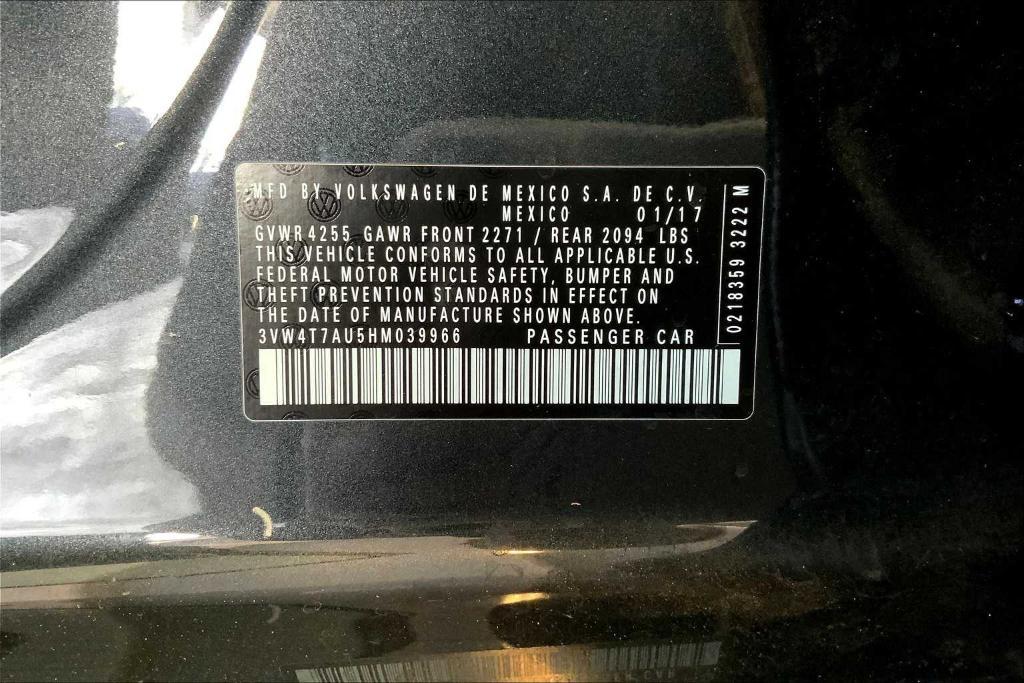 MFD BY VOLKSWAGEN DE MEXICO S.A. DE C.V.
MEXICO 01/17
GVWR 4255 GAWR FRONT 2271 / REAR 2094 LBS
THIS VEHICLE CONFORMS TO ALL APPLICABLE U.S.
FEDERAL MOTOR VEHICLE SAFETY, BUMPER AND
THEFT PREVENTION STANDARDS IN EFFECT ON
THE DATE OF MANUFACTURE SHOWN ABOVE.
3VW4T7AU5HM039966 PASSENGER CAR
0218359 3222 M